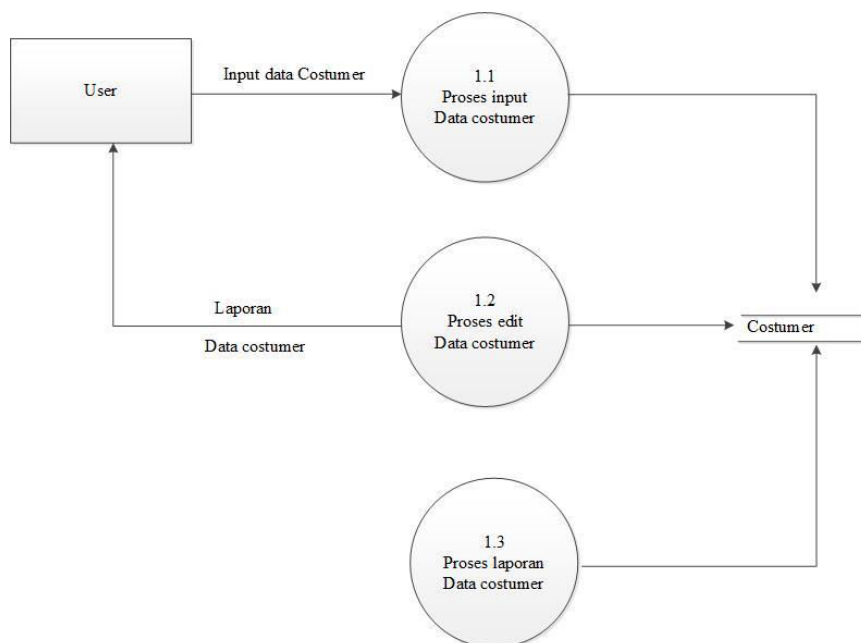 User
Input data Costumer
1.1
Proses input
Data costumer
Laporan
Data costumer
1.2
Proses edit
Data costumer
Costumer
1.3
Proses laporan
Data costumer